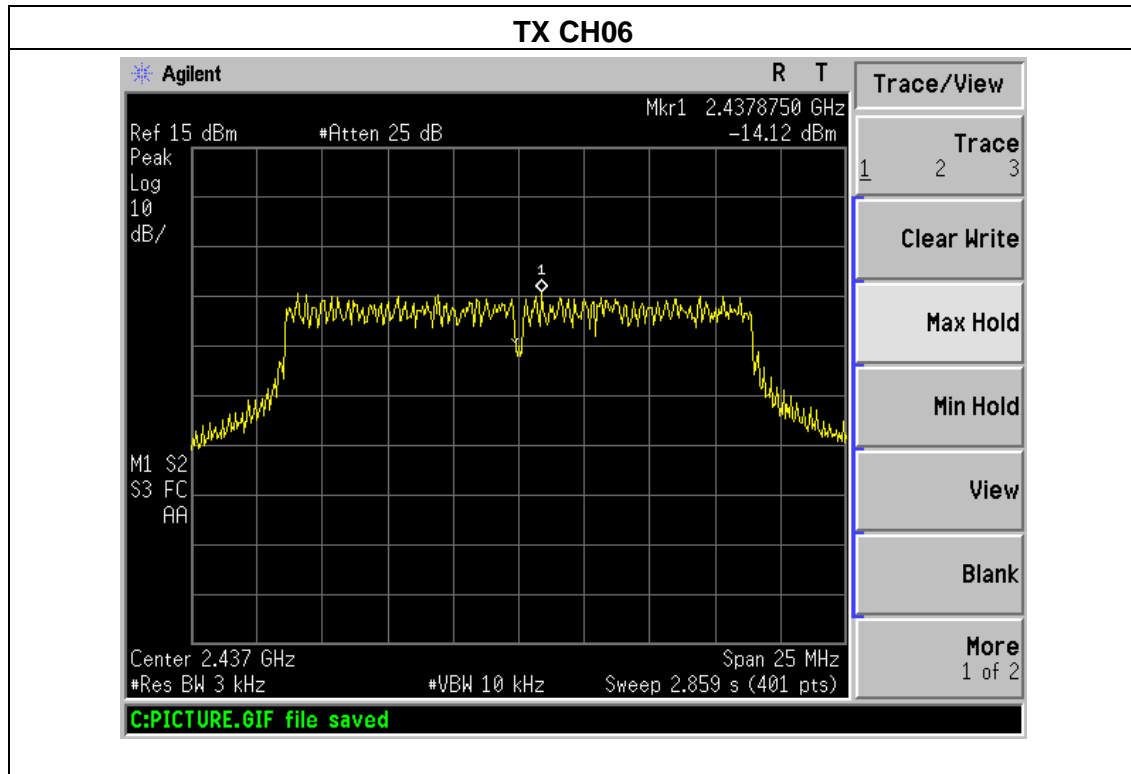 TX CH06
Agilent R T
Mkr1 2.4378750 GHz
Ref 15 dBm #Atten 25 dB -14.12 dBm
Peak
Log
10
dB/
1
M1 S2
S3 FC
AA
Center 2.437 GHz Span 25 MHz
#Res BW 3 kHz #VBW 10 kHz Sweep 2.859 s (401 pts)
C:PICTURE.GIF file saved
Trace/View
Trace
1 2 3
Clear Write
Max Hold
Min Hold
View
Blank
More
1 of 2